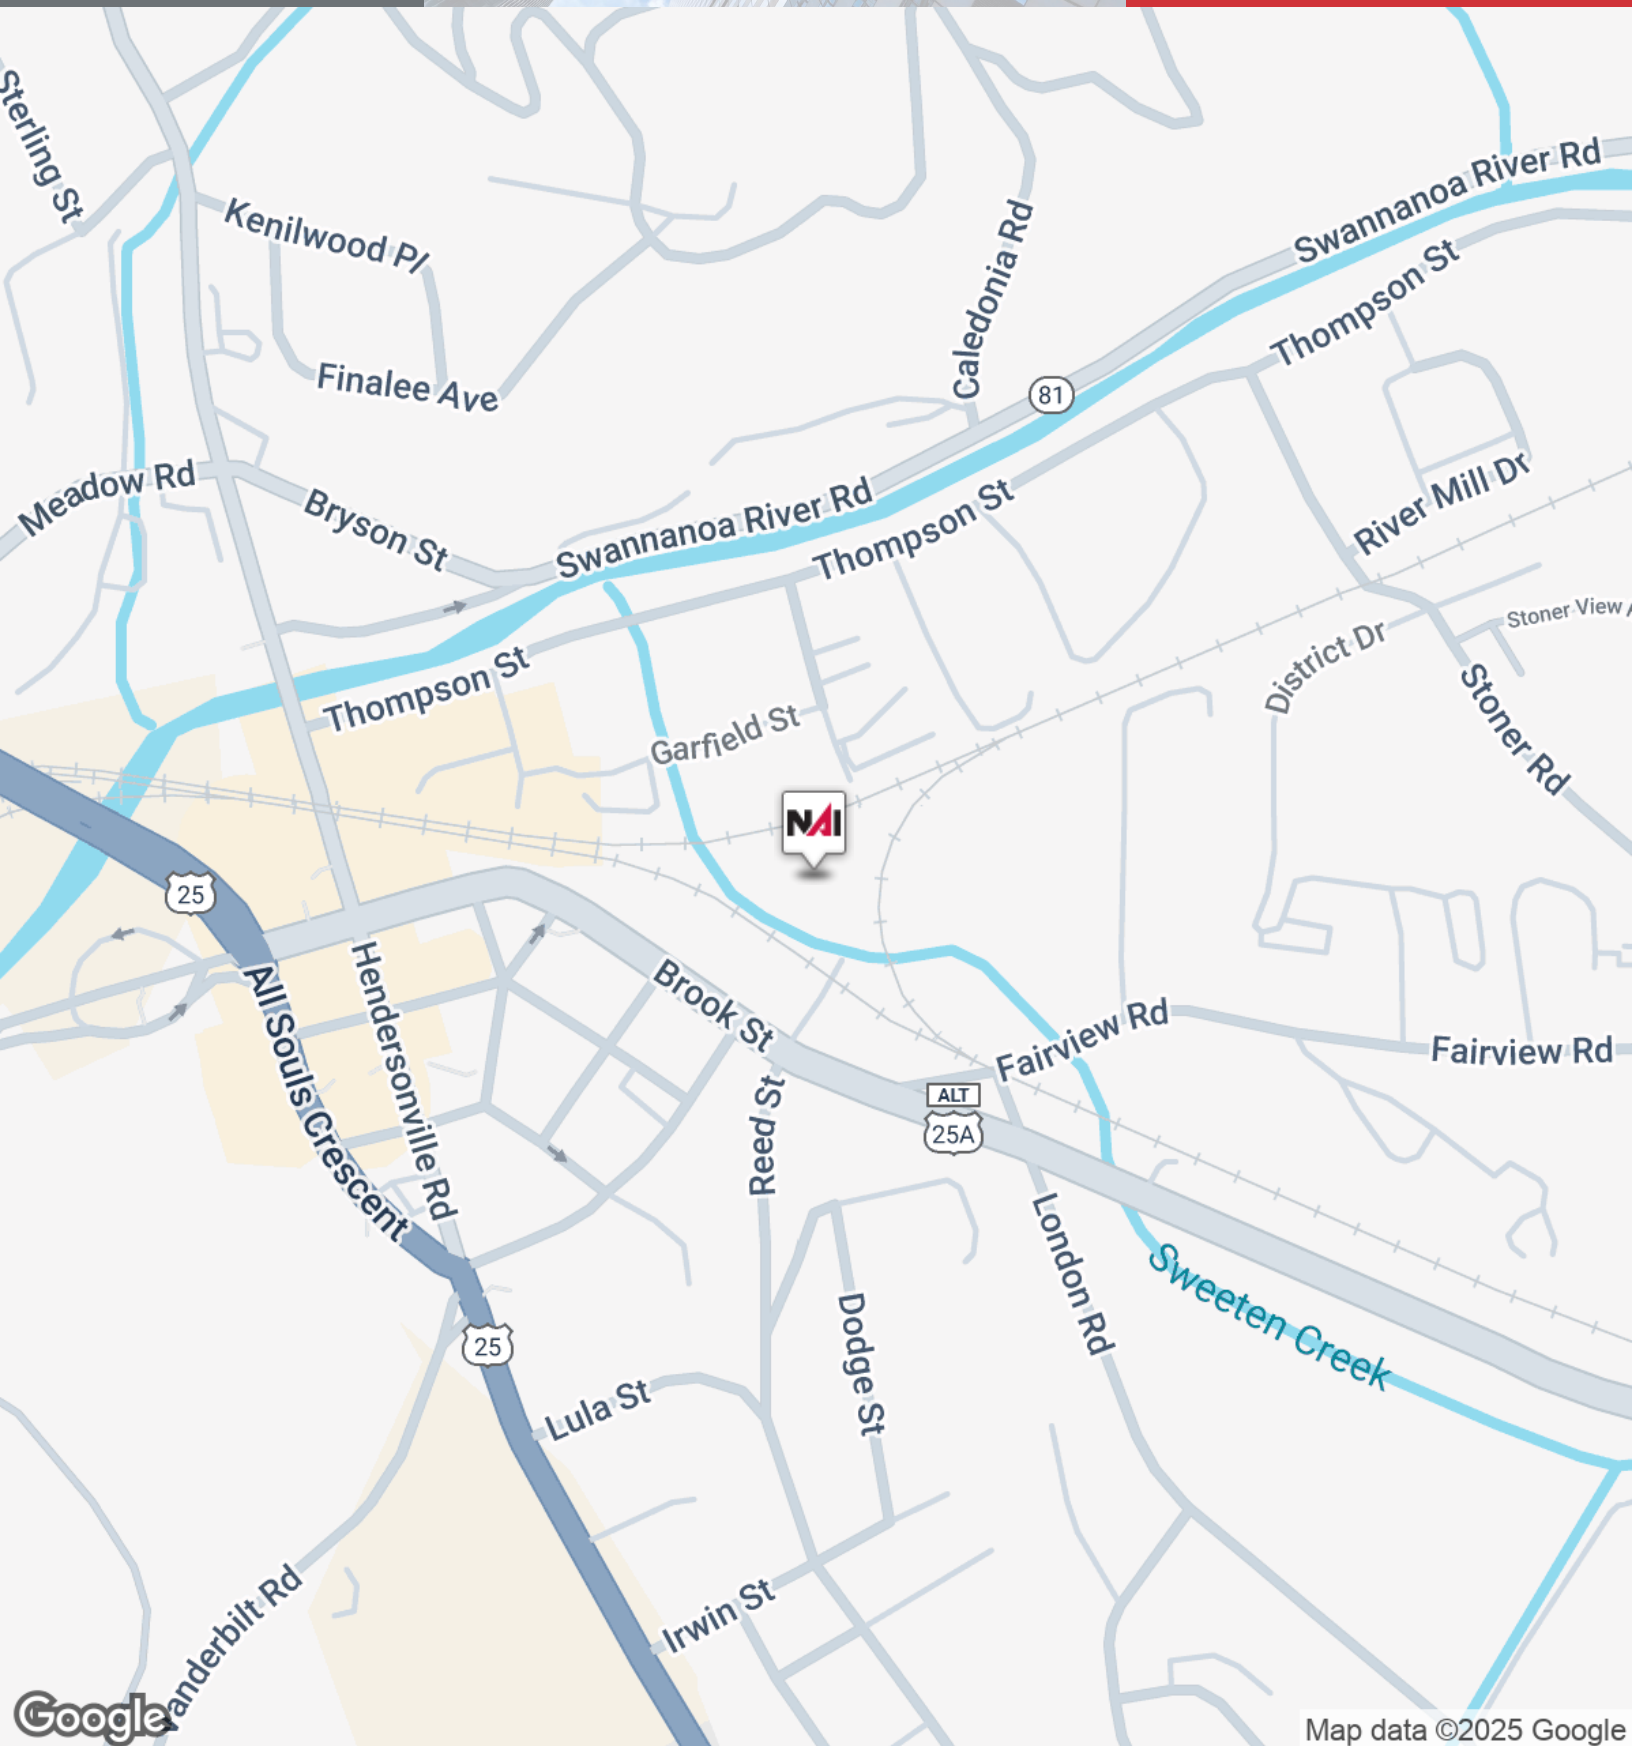 Sterling St
Kenilwood Pl
Swannanoa River Rd
Caledonia Rd
Thompson St
Finalee Ave
81
Meadow Rd
Bryson St
Swannanoa River Rd
Thompson St
River Mill Dr
Stoner View A
District Dr
Thompson St
Garfield St
Stoner Rd
NAI
25
Hendersonville Rd
All Souls Crescent
Brook St
Fairview Rd
Fairview Rd
ALT
25A
Reed St
London Rd
Sweeten Creek
Dodge St
25
Lula St
Irwin St
Vanderbilt Rd
Google
Map data ©2025 Google